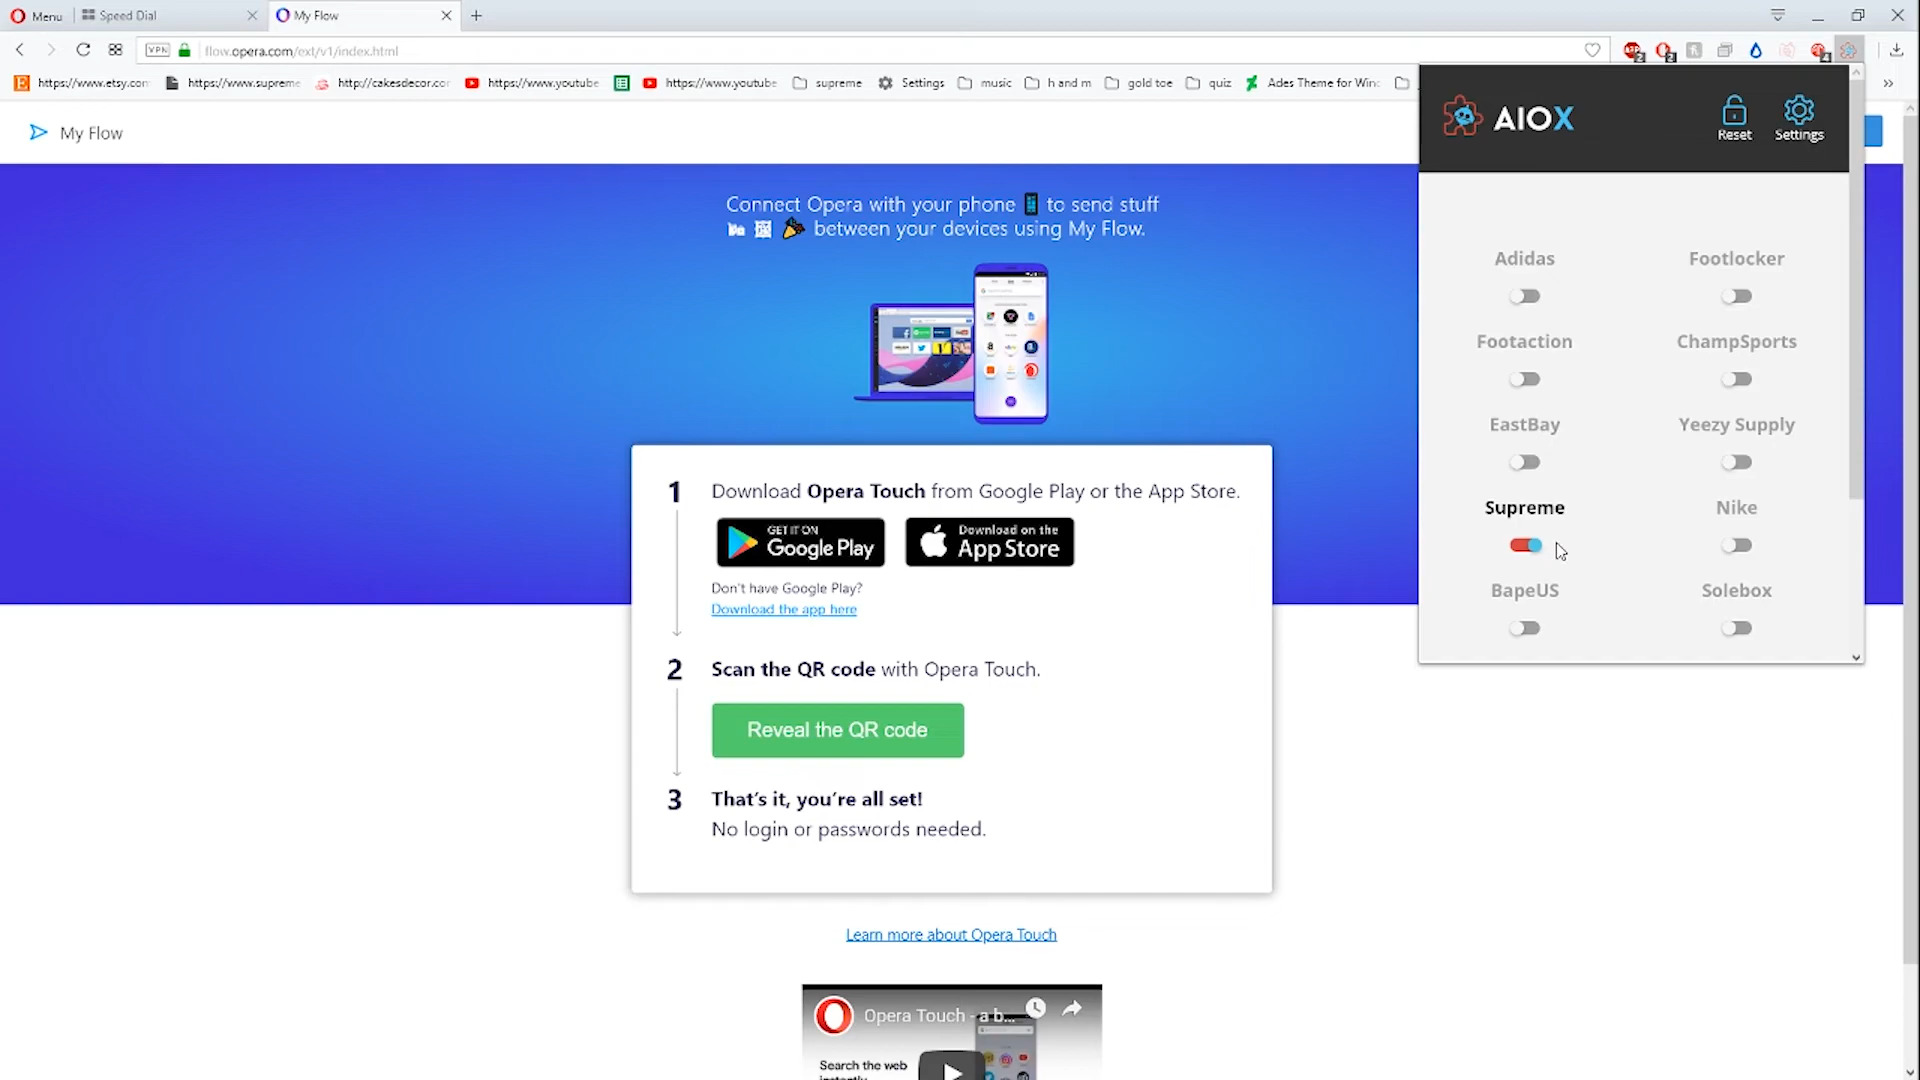 Menu
Speed Dial
My Flow
VPN
flow.opera.com/ext/v1/index.html
https://www.etsy.con
https://www.supreme
http://cakesdecor.cor
https://www.youtube
https://www.youtube
supreme
Settings
music
h and m
gold toe
quiz
Ades Theme for Winc
My Flow
AIOX
Reset
Settings
Connect Opera with your phone to send stuff
between your devices using My Flow.
Adidas
Footlocker
Footaction
ChampSports
EastBay
Yeezy Supply
Supreme
Nike
BapeUS
Solebox
1
Download Opera Touch from Google Play or the App Store.
GET IT ON
Google Play
Download on the
App Store
Don't have Google Play?
Download the app here
2
Scan the QR code with Opera Touch.
Reveal the QR code
3
That's it, you're all set!
No login or passwords needed.
Learn more about Opera Touch
Opera Touch - a b...
Search the web